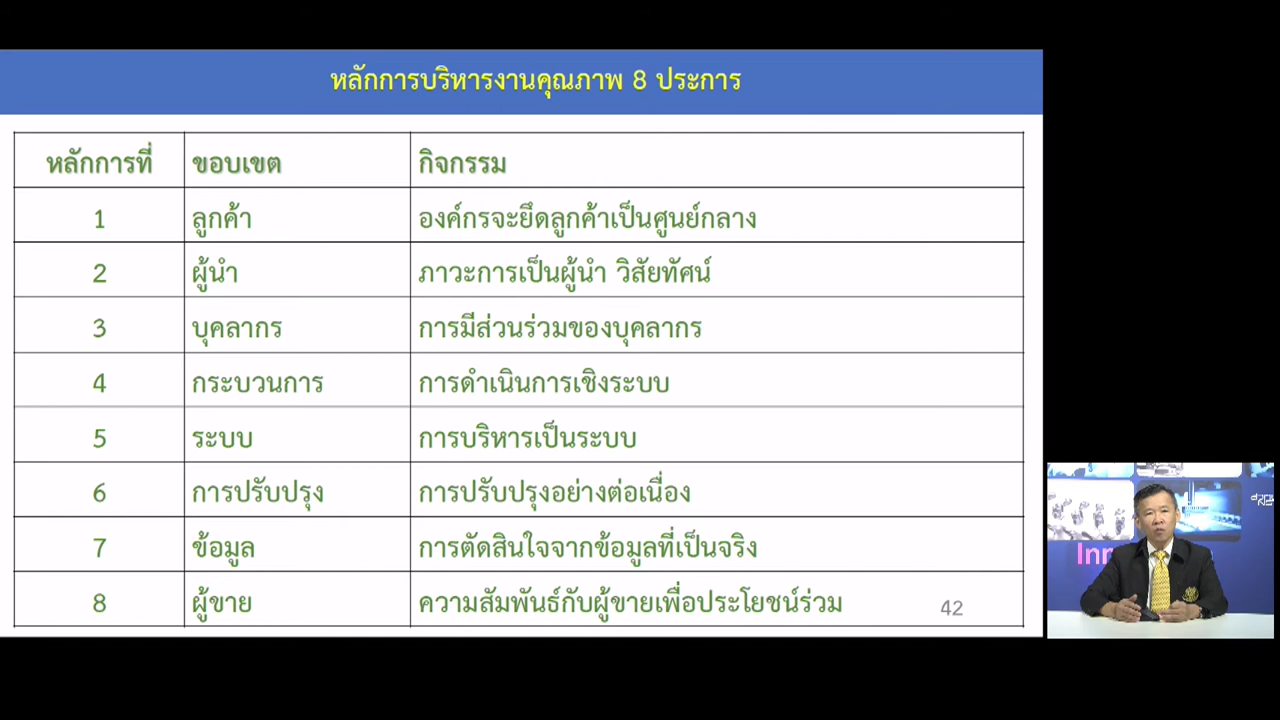 หลักการบริหารงานคุณภาพ 8 ประการ
หลักการที่ ขอบเขต กิจกรรม
1 ลูกค้า องค์กรจะยึดลูกค้าเป็นศูนย์กลาง
2 ผู้นำ ภาวะการเป็นผู้นำ วิสัยทัศน์
3 บุคลากร การมีส่วนร่วมของบุคลากร
4 กระบวนการ การดำเนินการเชิงระบบ
5 ระบบ การบริหารเป็นระบบ
6 การปรับปรุง การปรับปรุงอย่างต่อเนื่อง
7 ข้อมูล การตัดสินใจจากข้อมูลที่เป็นจริง
8 ผู้ขาย ความสัมพันธ์กับผู้ขายเพื่อประโยชน์ร่วม
42